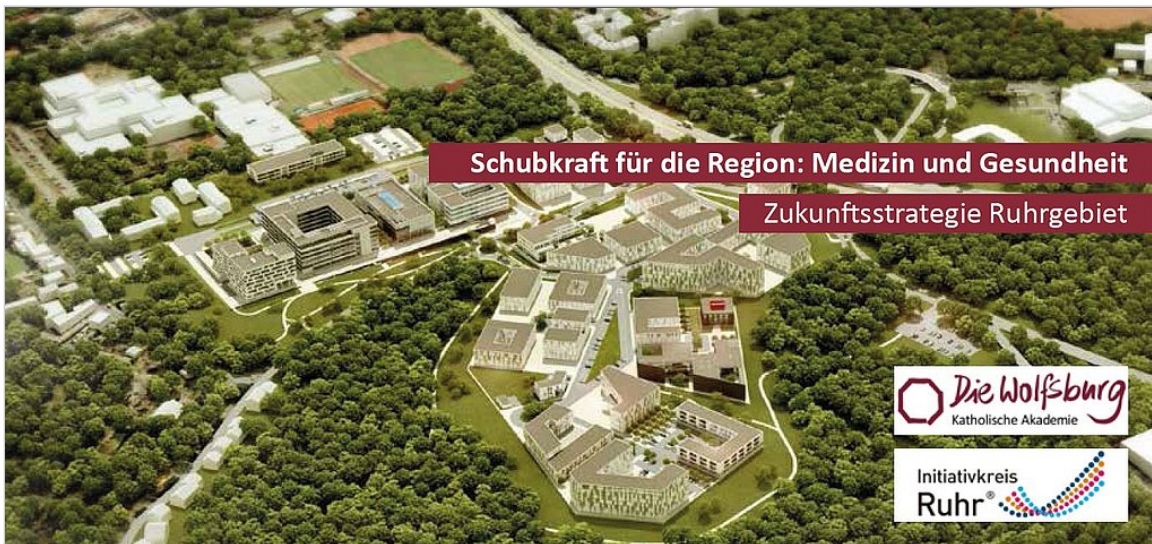 Schubkraft für die Region: Medizin und Gesundheit
Zukunftsstrategie Ruhrgebiet
Die Wolfsburg
Katholische Akademie
Initiativkreis
Ruhr®